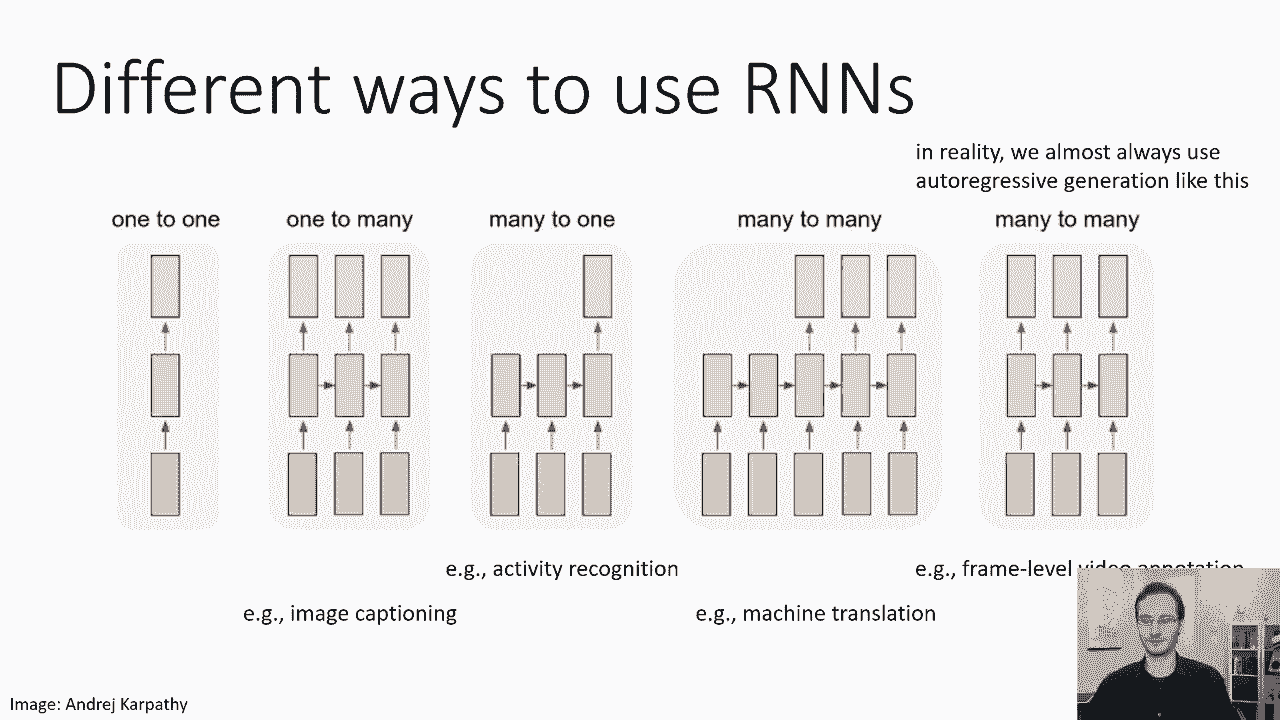 Different ways to use RNNs
in reality, we almost always use
autoregressive generation like this
one to one
one to many
many to one
many to many
many to many
e.g., activity recognition
e.g., frame-level video annotation
e.g., image captioning
e.g., machine translation
Image: Andrej Karpathy